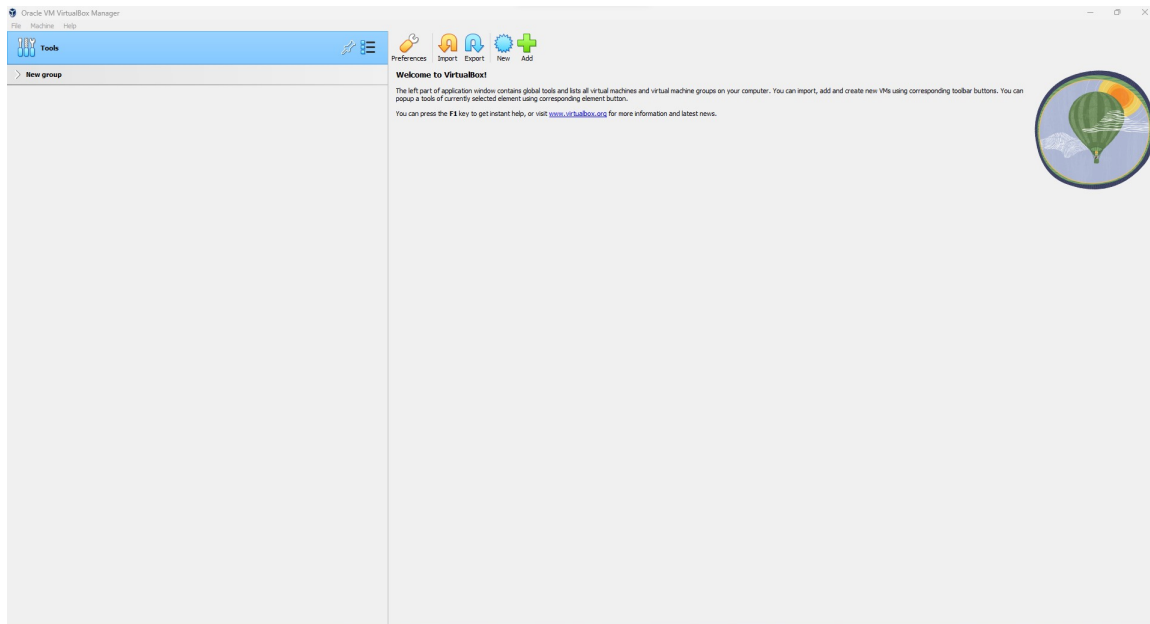 Oracle VM VirtualBox Manager
File Machine Help
Tools
New group
Preferences Import Export New Add
Welcome to VirtualBox!
The left part of application window contains global tools and lists all virtual machines and virtual machine groups on your computer. You can import, add and create new VMs using corresponding toolbar buttons. You can
popup a tools of currently selected element using corresponding element button.
You can press the F1 key to get instant help, or visit www.virtualbox.org for more information and latest news.